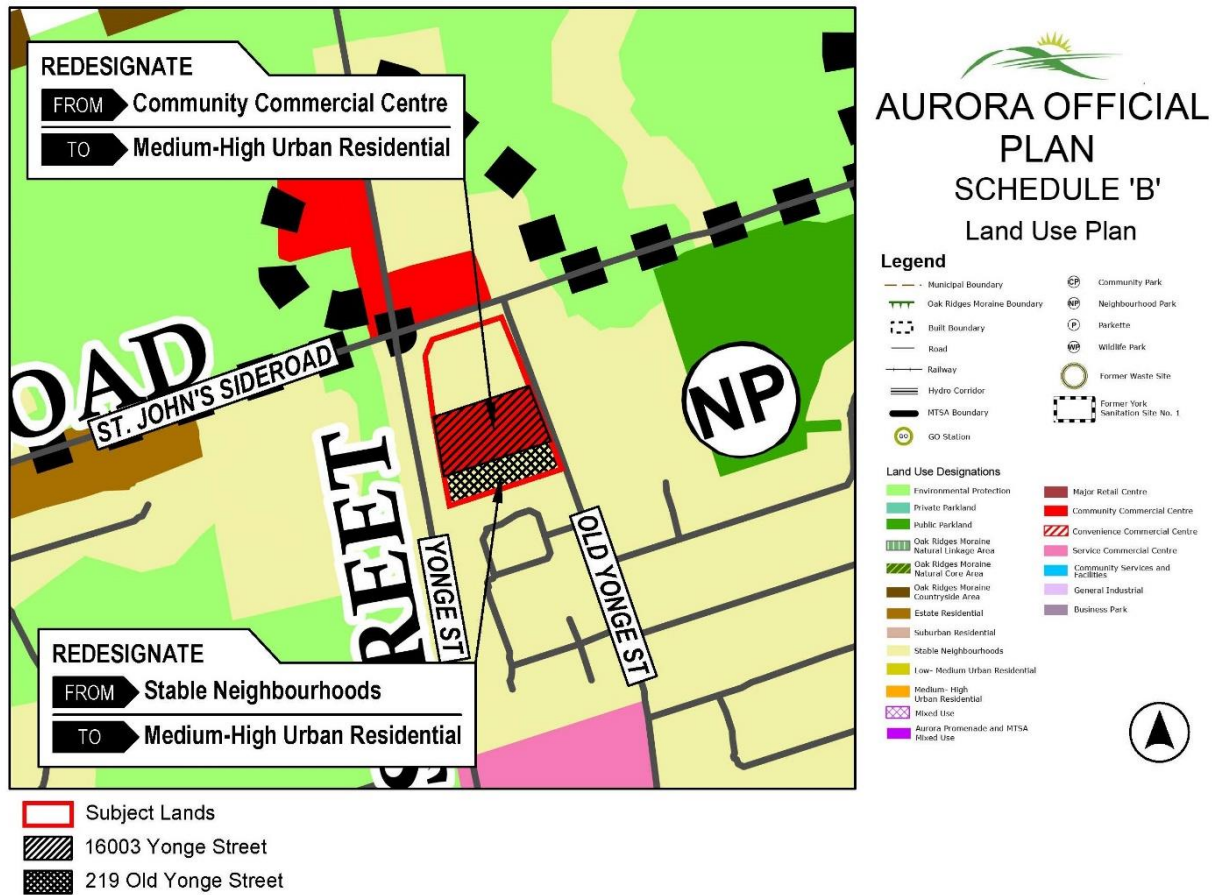 REDESIGNATE
FROM Community Commercial Centre
TO Medium-High Urban Residential
OAD
ST. JOHN'S SIDEROAD
STREET
YONGE ST
OLD YONGE ST
NP
REDESIGNATE
FROM Stable Neighbourhoods
TO Medium-High Urban Residential
Subject Lands
16003 Yonge Street
219 Old Yonge Street
AURORA OFFICIAL
PLAN
SCHEDULE 'B'
Land Use Plan
Legend
Municipal Boundary
Oak Ridges Moraine Boundary
Built Boundary
Road
Railway
Hydro Corridor
MTSA Boundary
GO GO Station
CP Community Park
NP Neighbourhood Park
P Parkette
WP Wildlife Park
Former Waste Site
Former York
Sanitation Site No. 1
Land Use Designations
Environmental Protection
Private Parkland
Public Parkland
Oak Ridges Moraine
Natural Linkage Area
Oak Ridges Moraine
Natural Core Area
Oak Ridges Moraine
Countryside Area
Estate Residential
Suburban Residential
Stable Neighbourhoods
Low- Medium Urban Residential
Medium- High
Urban Residential
Mixed Use
Aurora Promenade and MTSA
Mixed Use
Major Retail Centre
Community Commercial Centre
Convenience Commercial Centre
Service Commercial Centre
Community Services and
Facilities
General Industrial
Business Park